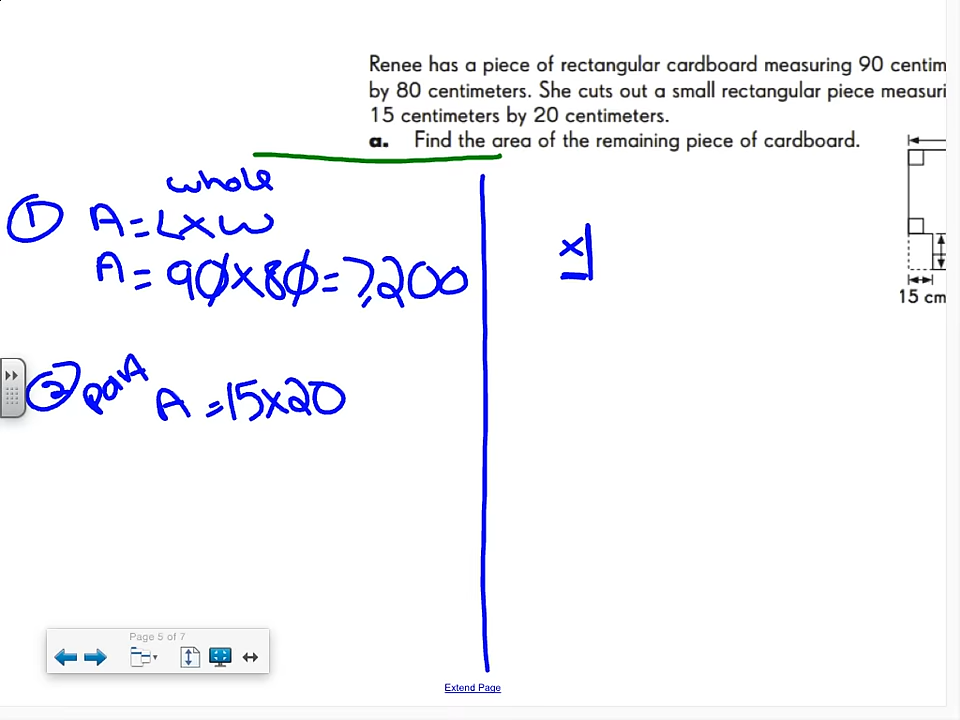 Renee has a piece of rectangular cardboard measuring 90 centim
by 80 centimeters. She cuts out a small rectangular piece measuri
15 centimeters by 20 centimeters.
a. Find the area of the remaining piece of cardboard.
whole
① A = L X W
A = 90 X 80 = 7,200
② part A = 15 X 20
x
15 cm
Page 5 of 7
Extend Page